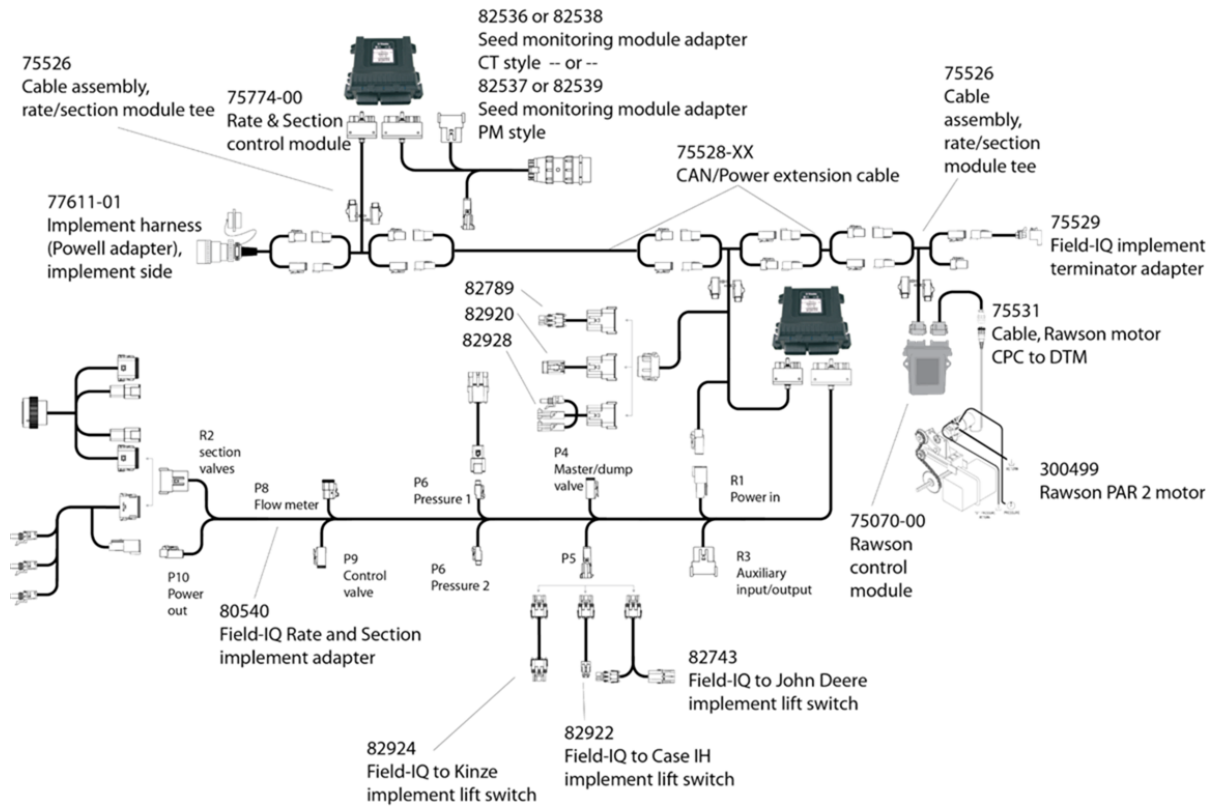 82536 or 82538
Seed monitoring module adapter
CT style -- or --
82537 or 82539
Seed monitoring module adapter
PM style
75526
Cable assembly,
rate/section module tee
75774-00
Rate & Section
control module
75526
Cable
assembly,
rate/section
module tee
75528-XX
CAN/Power extension cable
77611-01
Implement harness
(Powell adapter),
implement side
75529
Field-IQ implement
terminator adapter
82789
82920
82928
75531
Cable, Rawson motor
CPC to DTM
R2
section
valves
P8
Flow meter
P6
Pressure 1
P4
Master/dump
valve
R1
Power in
300499
Rawson PAR 2 motor
75070-00
Rawson
control
module
P10
Power
out
P9
Control
valve
P6
Pressure 2
P5
R3
Auxiliary
input/output
80540
Field-IQ Rate and Section
implement adapter
82743
Field-IQ to John Deere
implement lift switch
82922
Field-IQ to Case IH
implement lift switch
82924
Field-IQ to Kinze
implement lift switch